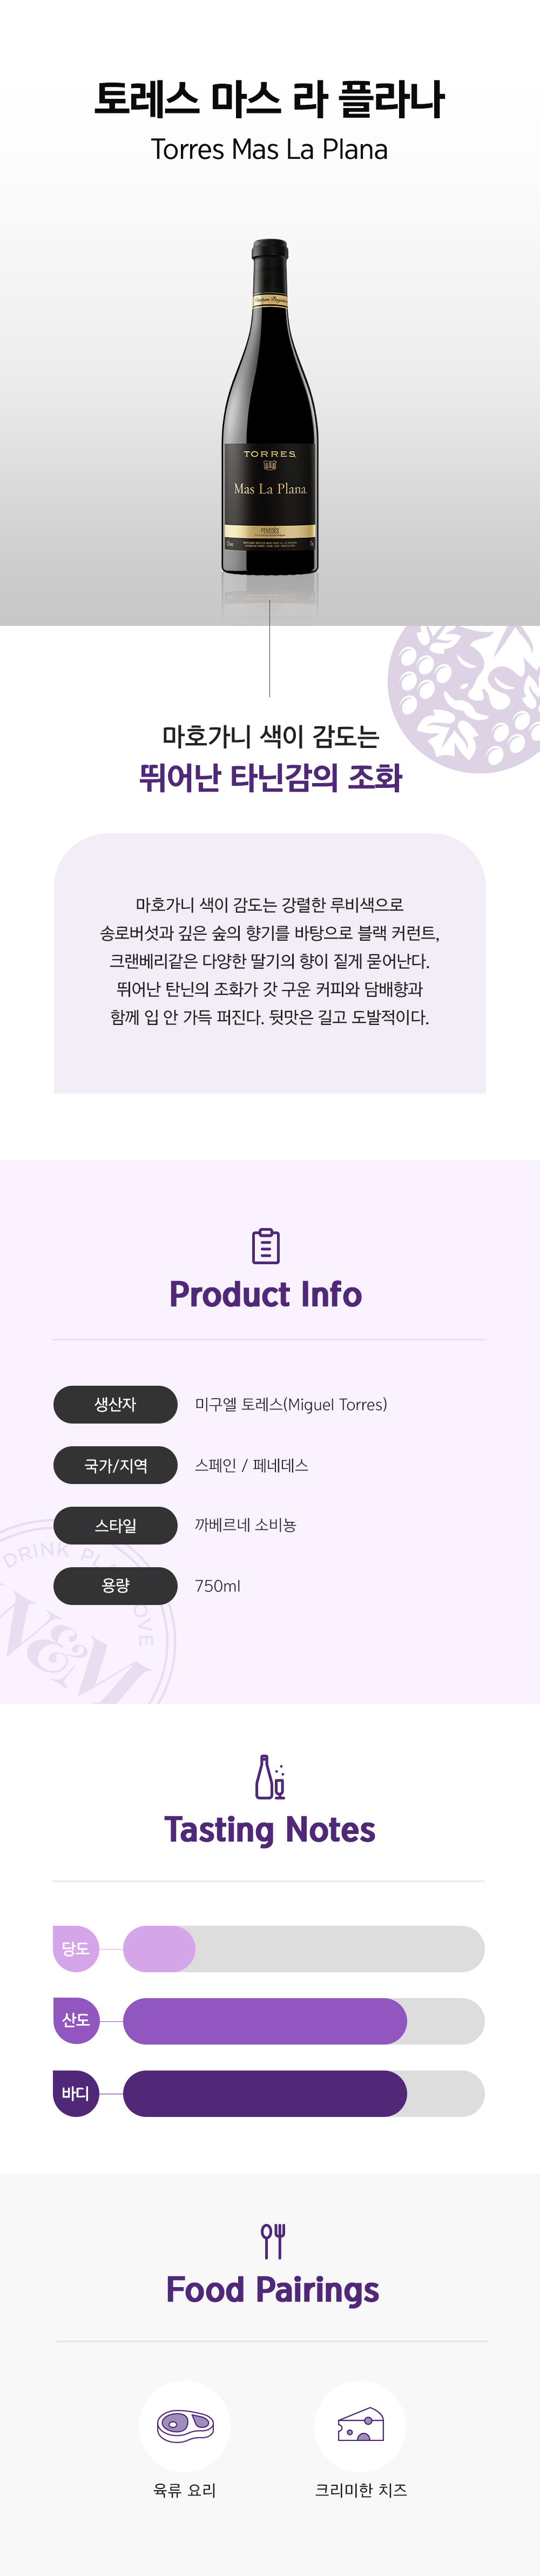 토레스 마스 라 플라나
Torres Mas La Plana
TORRES
Mas La Plana.
PENEDÈS
마호가니 색이 감도는
뛰어난 타닌감의 조화
마호가니 색이 감도는 강렬한 루비색으로
송로버섯과 깊은 숲의 향기를 바탕으로 블랙 커런트,
크랜베리같은 다양한 딸기의 향이 짙게 묻어난다.
뛰어난 탄닌의 조화가 갓 구운 커피와 담배향과
함께 입 안 가득 퍼진다. 뒷맛은 길고 도발적이다.
Product Info
생산자 미구엘 토레스(Miguel Torres)
국가/지역 스페인 / 페네데스
스타일 까베르네 소비뇽
용량 750ml
DRINK
W&M
Tasting Notes
당도
산도
바디
Food Pairings
육류 요리 크리미한 치즈